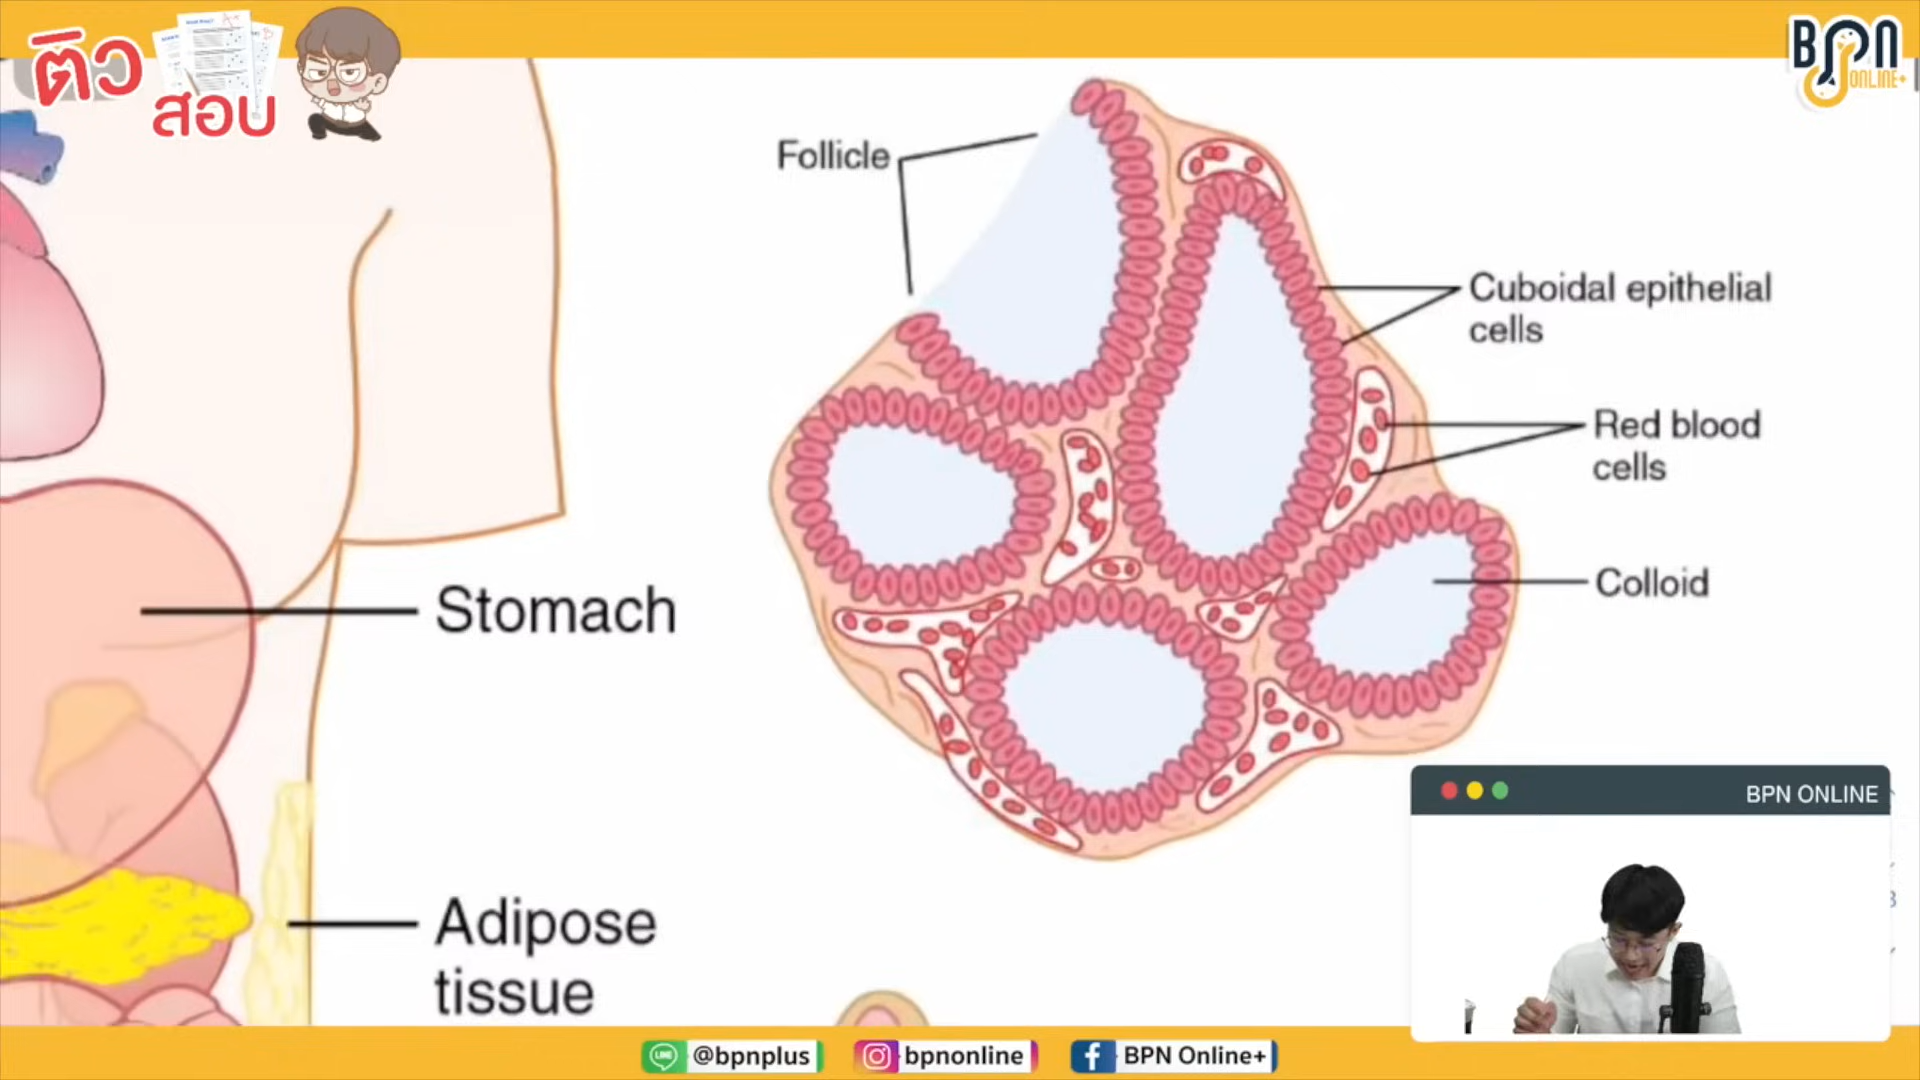 ติว
สอบ
BPN
ONLINE+
Follicle
Cuboidal epithelial
cells
Red blood
cells
Colloid
Stomach
Adipose
tissue
BPN ONLINE
LINE
@bpnplus
bpnonline
BPN Online+